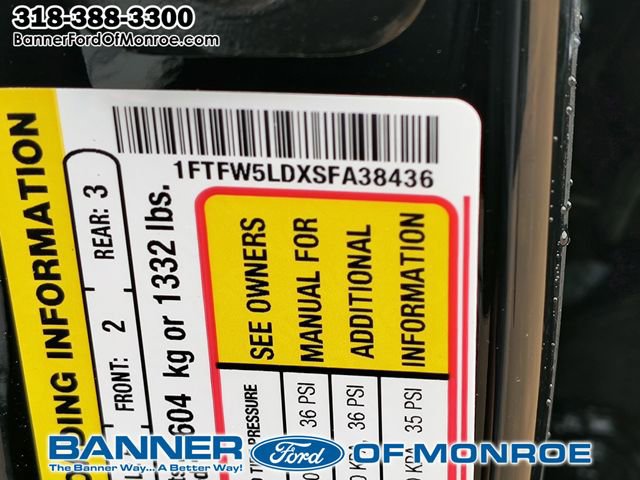 318-388-3300
BannerFordOfMonroe.com
1FTFW5LDXSFA38436
DING INFORMATION
FRONT: 2 REAR: 3
604 kg or 1332 lbs.
SEE OWNERS
MANUAL FOR
ADDITIONAL
INFORMATION
PRESSURE
36 PSI
36 PSI
35 PSI
BANNER Ford OF MONROE
The Banner Way... A Better Way!